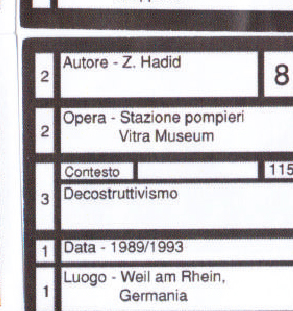 2 Autore - Z. Hadid 8
2 Opera - Stazione pompieri
Vitra Museum
Contesto 115
3 Decostruttivismo
1 Data - 1989/1993
1 Luogo - Weil am Rhein,
Germania